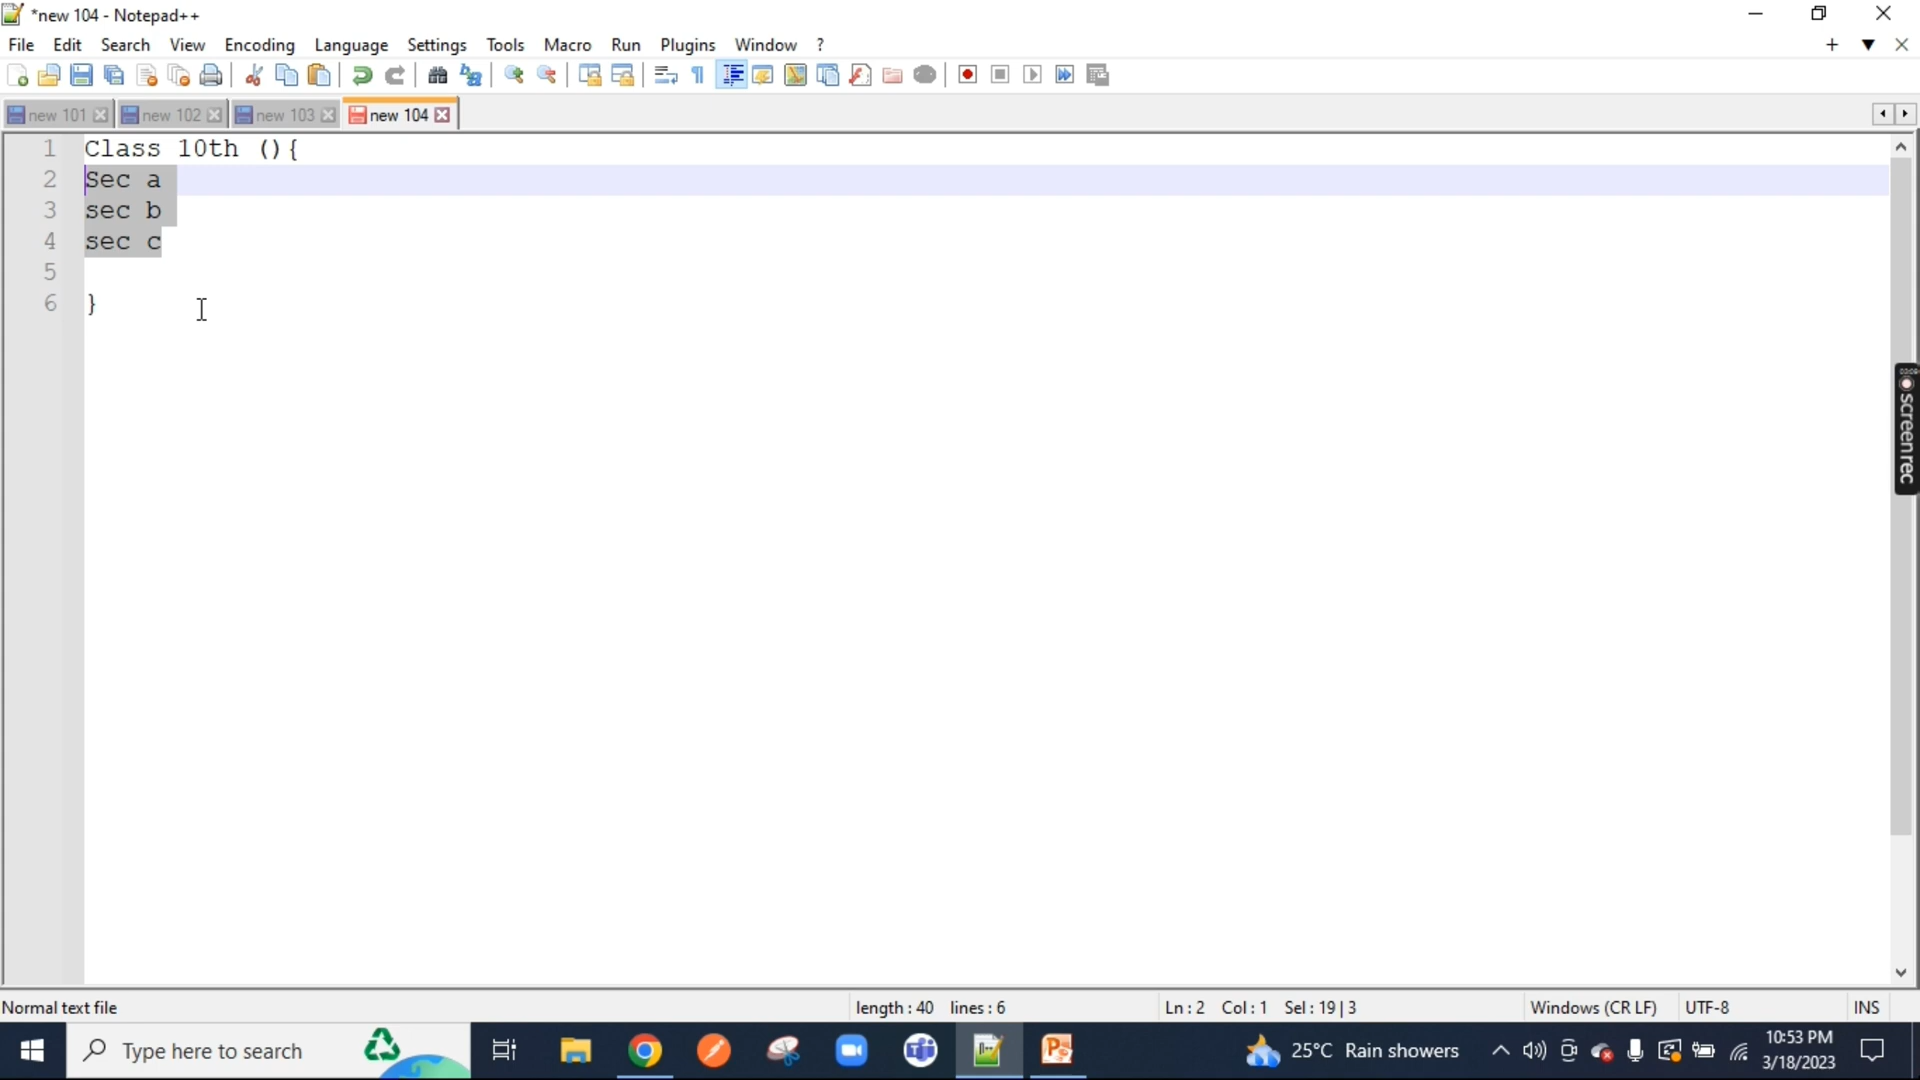 *new 104 - Notepad++
File Edit Search View Encoding Language Settings Tools Macro Run Plugins Window ?
new 101 new 102 new 103 new 104
1 Class 10th (){
2 Sec a
3 sec b
4 sec c
5
6 }
screenrec
Normal text file length : 40 lines : 6 Ln : 2 Col : 1 Sel : 19 | 3 Windows (CR LF) UTF-8 INS
Type here to search 25°C Rain showers 10:53 PM
3/18/2023